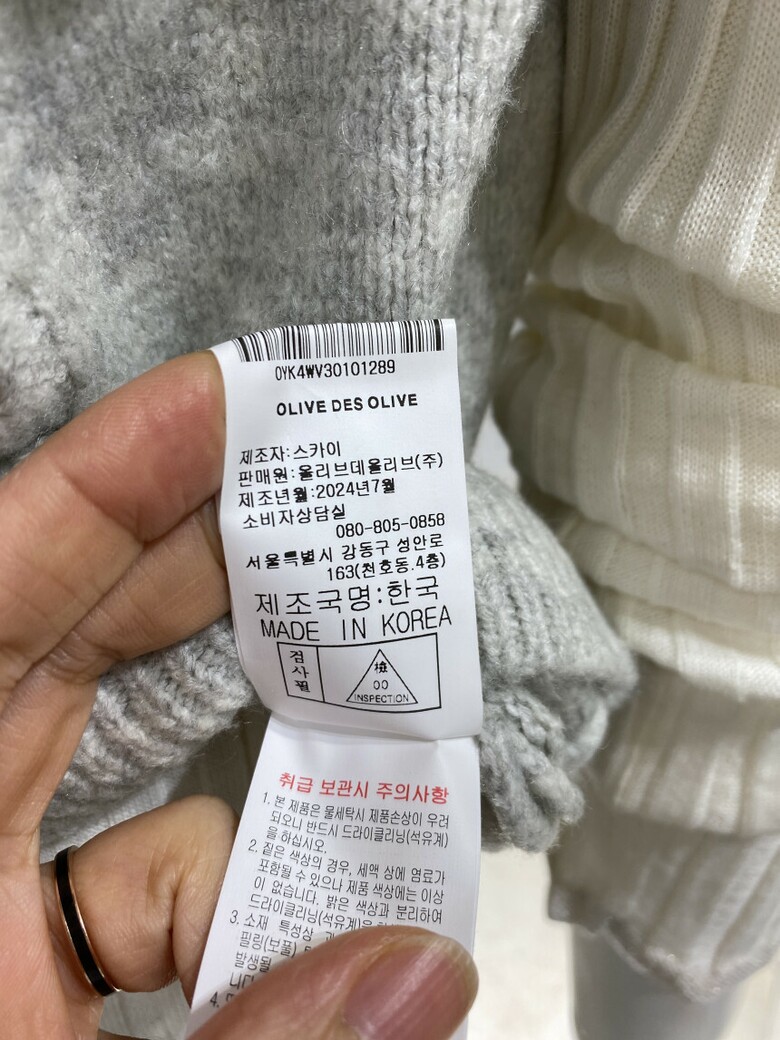 0YK4WV30101289
OLIVE DES OLIVE
제조자:스카이
판매원:올리브데올리브(주)
제조년월:2024년7월
소비자상담실
080-805-0858
서울특별시 강동구 성안로
163(천호동.4층)
제조국명:한국
MADE IN KOREA
검사필
檢
00
INSPECTION
취급 보관시 주의사항
1. 본 제품은 물세탁시 제품손상이 우려
되오니 반드시 드라이클리닝(석유계)
을 하십시오.
2. 짙은 색상의 경우, 세액 상에 염료가
포함될 수 있으나 제품 색상에는 이상
이 없습니다. 밝은 색상과 분리하여
드라이클리닝(석유계)을
3. 소재 특성상
필링(보풀)
발생될
니다
4.